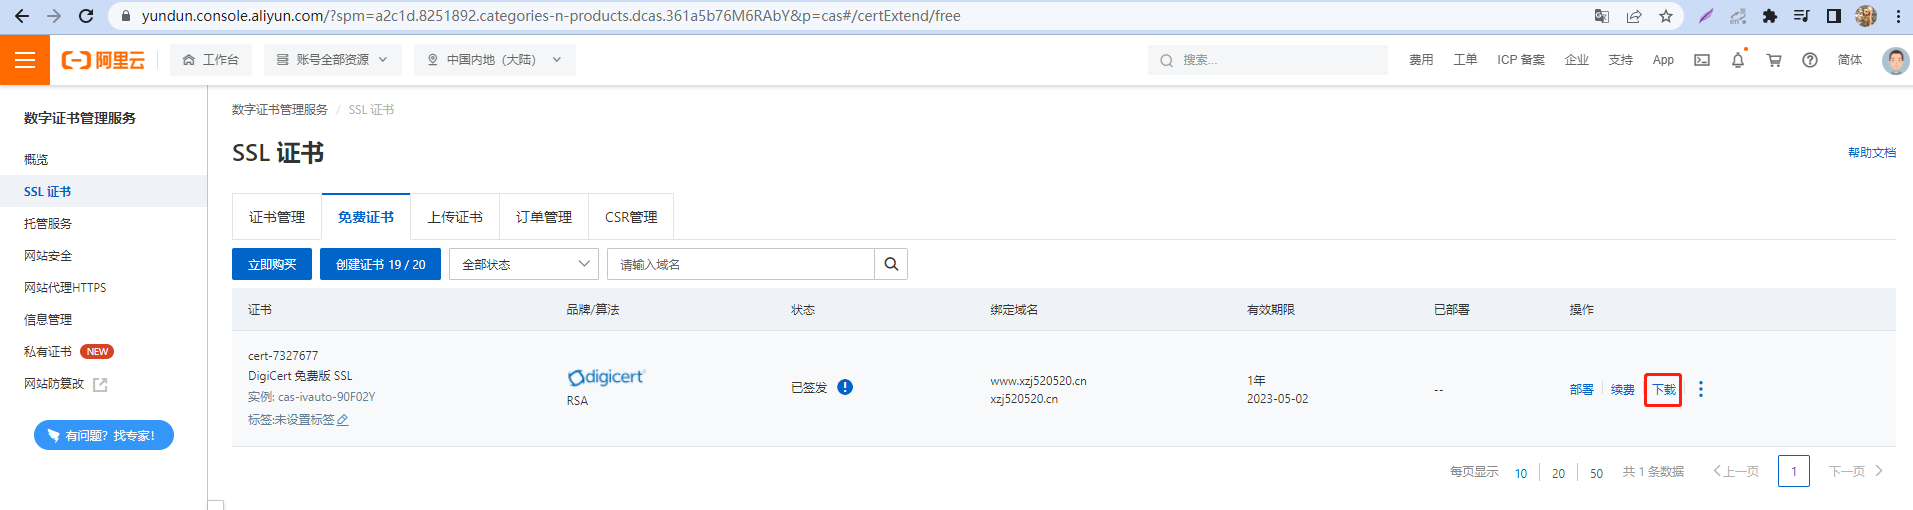 yundun.console.aliyun.com/?spm=a2c1d.8251892.categories-n-products.dcas.361a5b76M6RAbY&p=cas#/certExtend/free
阿里云
工作台
账号全部资源
中国内地（大陆）
搜索...
费用
工单
ICP 备案
企业
支持
App
简体
数字证书管理服务
概览
SSL 证书
托管服务
网站安全
网站代理HTTPS
信息管理
私有证书 NEW
网站防篡改
有问题？找专家！
数字证书管理服务 / SSL 证书
SSL 证书
帮助文档
证书管理
免费证书
上传证书
订单管理
CSR管理
立即购买
创建证书 19 / 20
全部状态
请输入域名
证书
品牌/算法
状态
绑定域名
有效期限
已部署
操作
cert-7327677
DigiCert 免费版 SSL
实例: cas-ivauto-90F02Y
标签:未设置标签
digicert
RSA
已签发
www.xzj520520.cn
xzj520520.cn
1年
2023-05-02
--
部署
续费
下载
每页显示
10
20
50
共 1 条数据
上一页
1
下一页